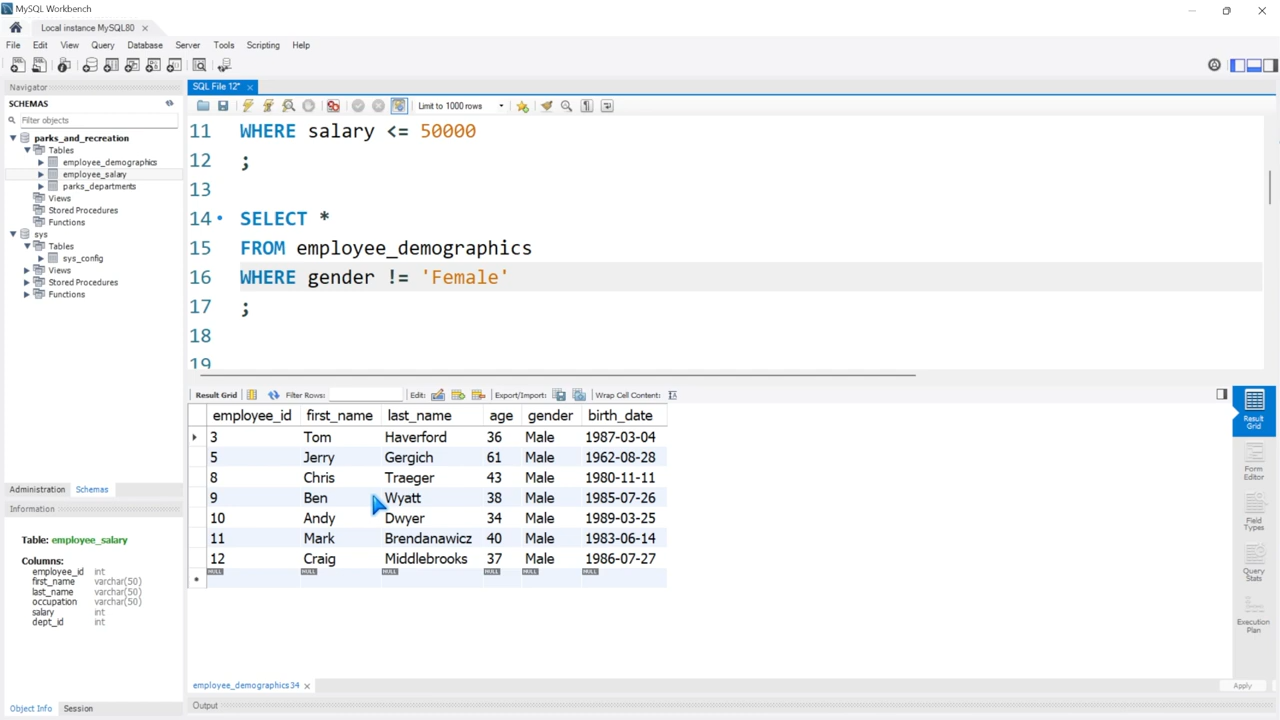 MySQL Workbench
Local instance MySQL80
File Edit View Query Database Server Tools Scripting Help
Navigator
SCHEMAS
Filter objects
parks_and_recreation
Tables
employee_demographics
employee_salary
parks_departments
Views
Stored Procedures
Functions
sys
Tables
sys_config
Views
Stored Procedures
Functions
Administration Schemas
Information
Table: employee_salary
Columns:
employee_id int
first_name varchar(50)
last_name varchar(50)
occupation varchar(50)
salary int
dept_id int
Object Info Session
SQL File 12*
Limit to 1000 rows
11 WHERE salary <= 50000
12 ;
13
14 SELECT *
15 FROM employee_demographics
16 WHERE gender != 'Female'
17 ;
18
19
Result Grid Filter Rows: Edit: Export/Import: Wrap Cell Content:
employee_id first_name last_name age gender birth_date
3 Tom Haverford 36 Male 1987-03-04
5 Jerry Gergich 61 Male 1962-08-28
8 Chris Traeger 43 Male 1980-11-11
9 Ben Wyatt 38 Male 1985-07-26
10 Andy Dwyer 34 Male 1989-03-25
11 Mark Brendanawicz 40 Male 1983-06-14
12 Craig Middlebrooks 37 Male 1986-07-27
NULL NULL NULL NULL NULL NULL
Result
Grid
Form
Editor
Field
Types
Query
Stats
Execution
Plan
employee_demographics 34
Apply
Output